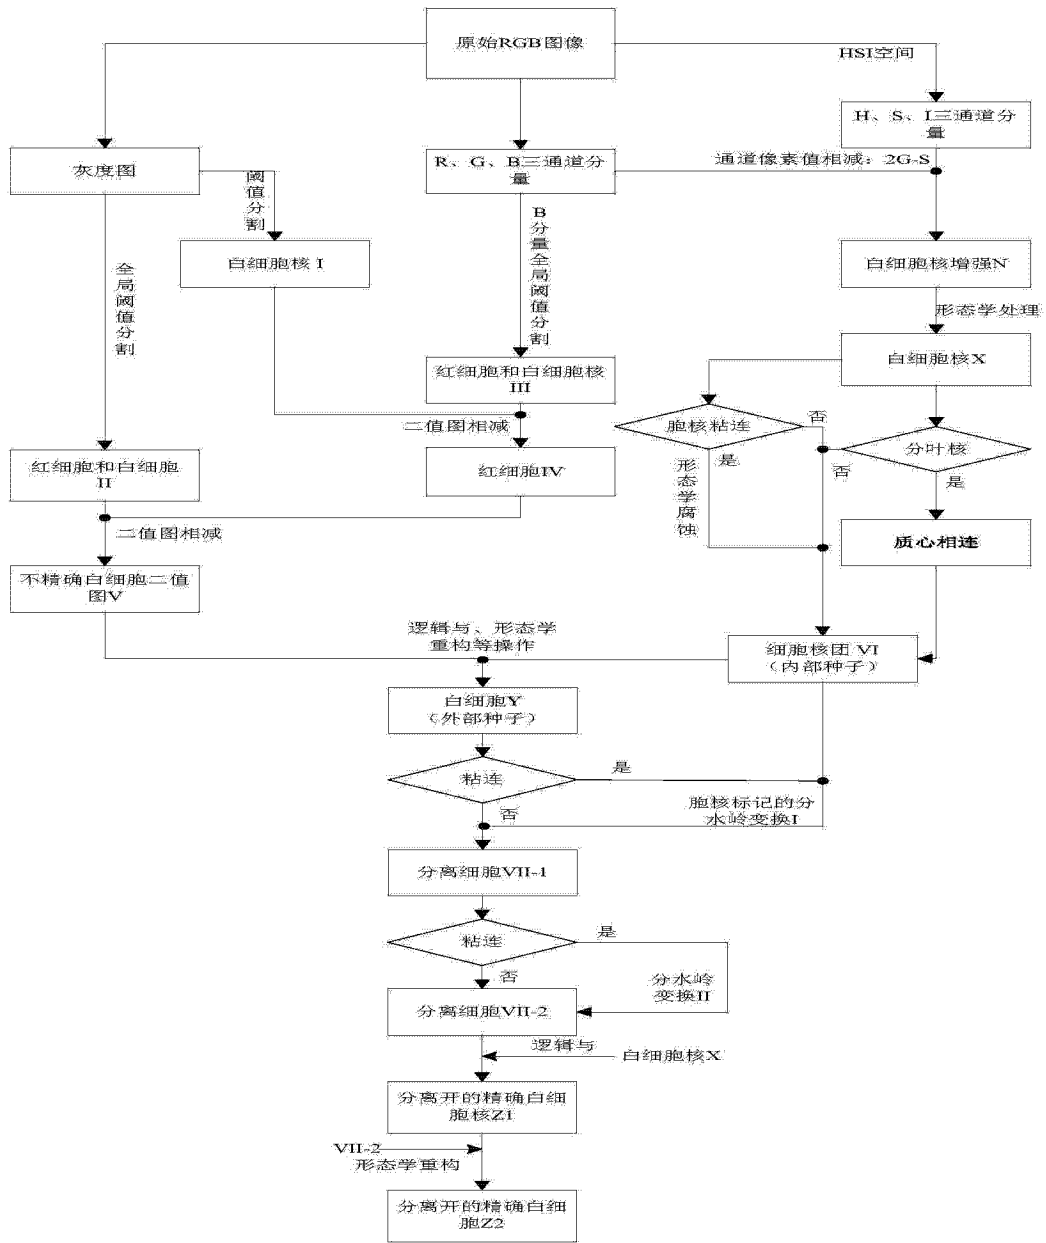 原始RGB图像
HSI空间
H、S、I三通道分
量
灰度图
R、G、B三通道分
量
通道像素值相减：2G-S
阈值分割
白细胞核 I
B分量全局阈值分割
白细胞核增强N
全局阈值分割
形态学处理
红细胞和白细胞核
III
白细胞核X
二值图相减
胞核粘连
否
分叶核
红细胞和白细胞
II
红细胞IV
形态学腐蚀
是
否
是
二值图相减
质心相连
不精确白细胞二值
图V
逻辑与、形态学
重构等操作
细胞核团 VI
（内部种子）
白细胞Y
（外部种子）
粘连
是
否
胞核标记的分
水岭变换I
分离细胞VII-1
粘连
是
否
分水岭
变换II
分离细胞VII-2
逻辑与
白细胞核X
分离开的精确白细
胞核Z1
VII-2
形态学重构
分离开的精确白细
胞Z2